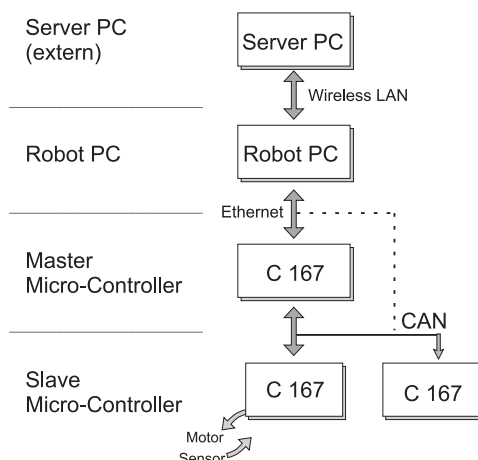 Server PC
(extern)
Server PC
Wireless LAN
Robot PC
Robot PC
Ethernet
Master
Micro-Controller
C 167
CAN
Slave
Micro-Controller
C 167
C 167
Motor
Sensor